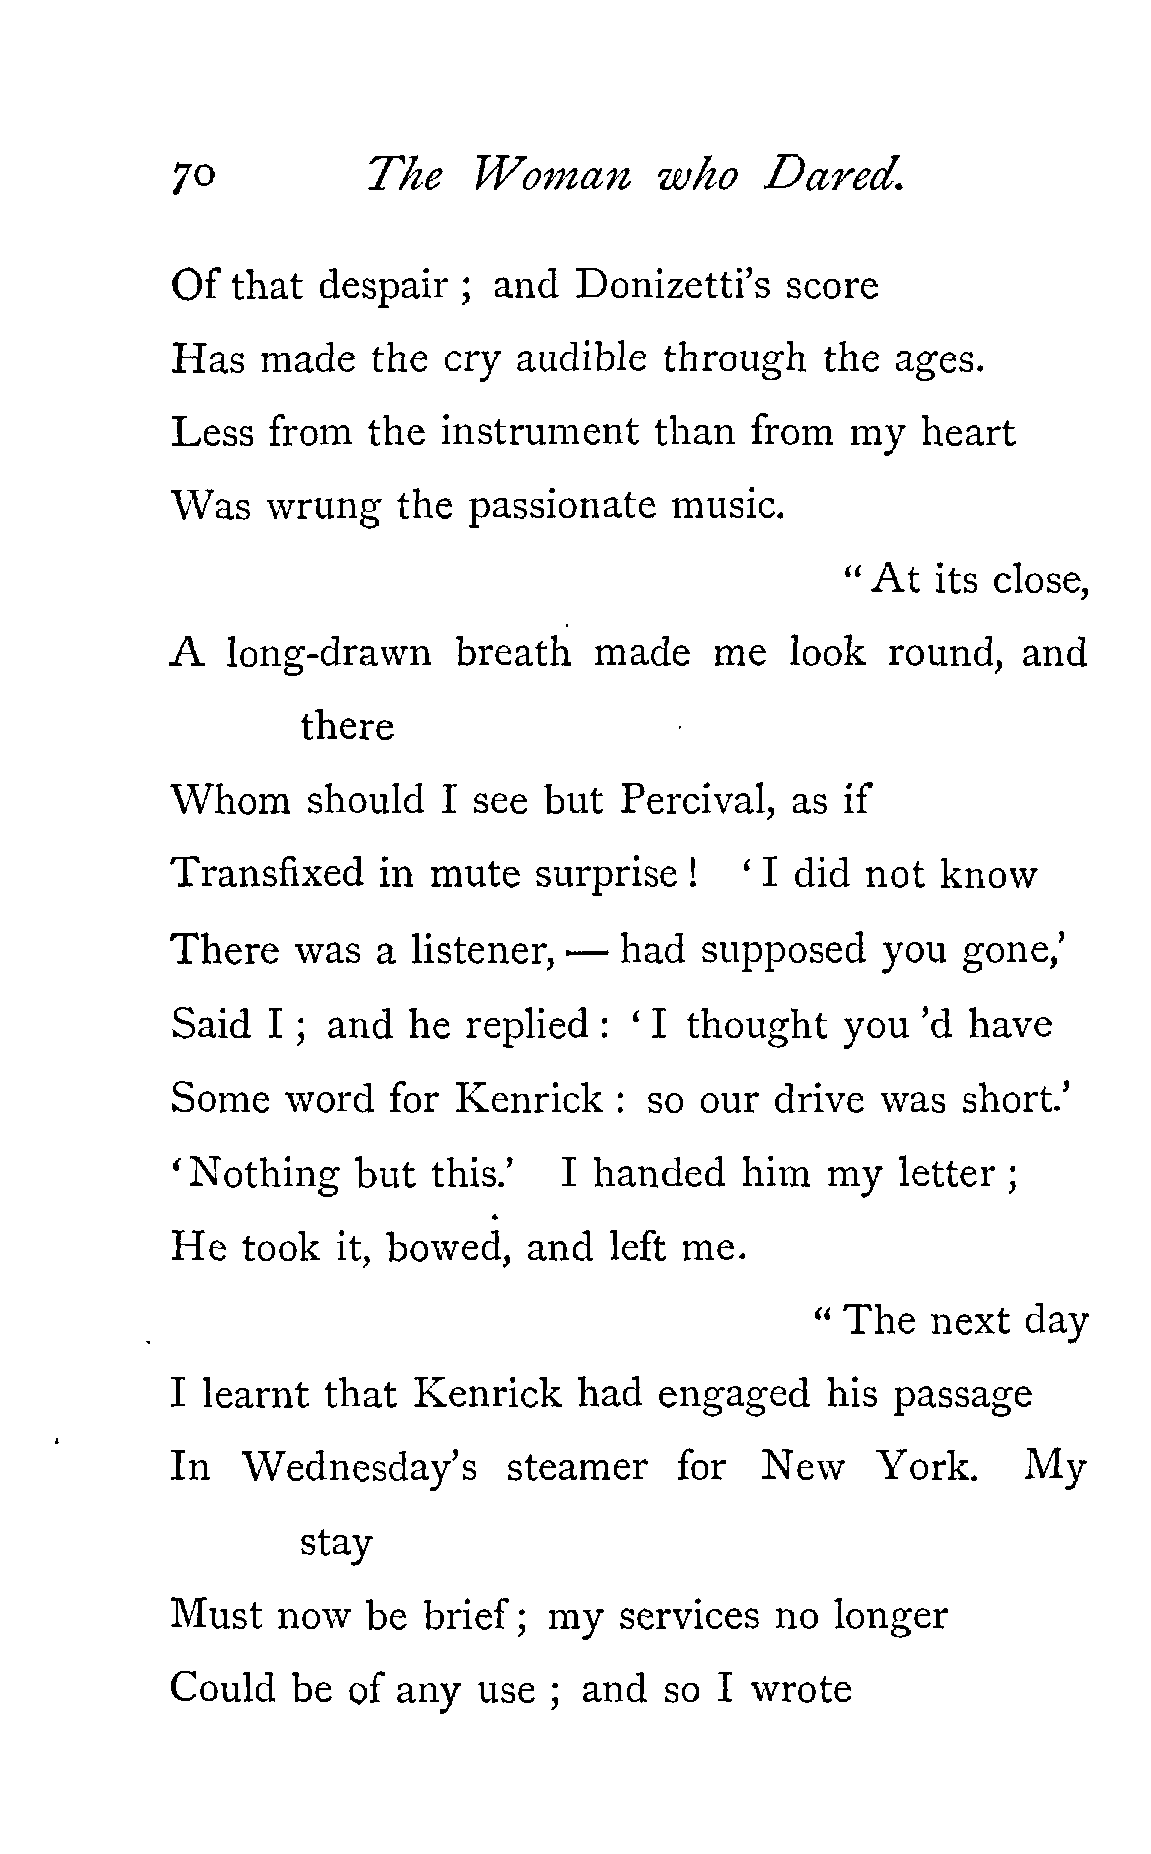 70 The Woman who Dared.
Of that despair ; and Donizetti's score
Has made the cry audible through the ages.
Less from the instrument than from my heart
Was wrung the passionate music.
" At its close,
A long-drawn breath made me look round, and
there
Whom should I see but Percival, as if
Transfixed in mute surprise ! ' I did not know
There was a listener, — had supposed you gone,'
Said I ; and he replied : ' I thought you 'd have
Some word for Kenrick : so our drive was short.'
'Nothing but this.' I handed him my letter ;
He took it, bowed, and left me.
" The next day
I learnt that Kenrick had engaged his passage
In Wednesday's steamer for New York. My
stay
Must now be brief ; my services no longer
Could be of any use ; and so I wrote